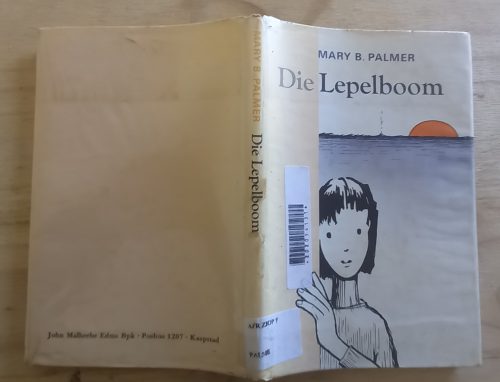 MARY B. PALMER
Die Lepelboom
MARY B. PALMER
Die Lepelboom
John Malherbe Edms Bpk · Posbus 1207 · Kaapstad